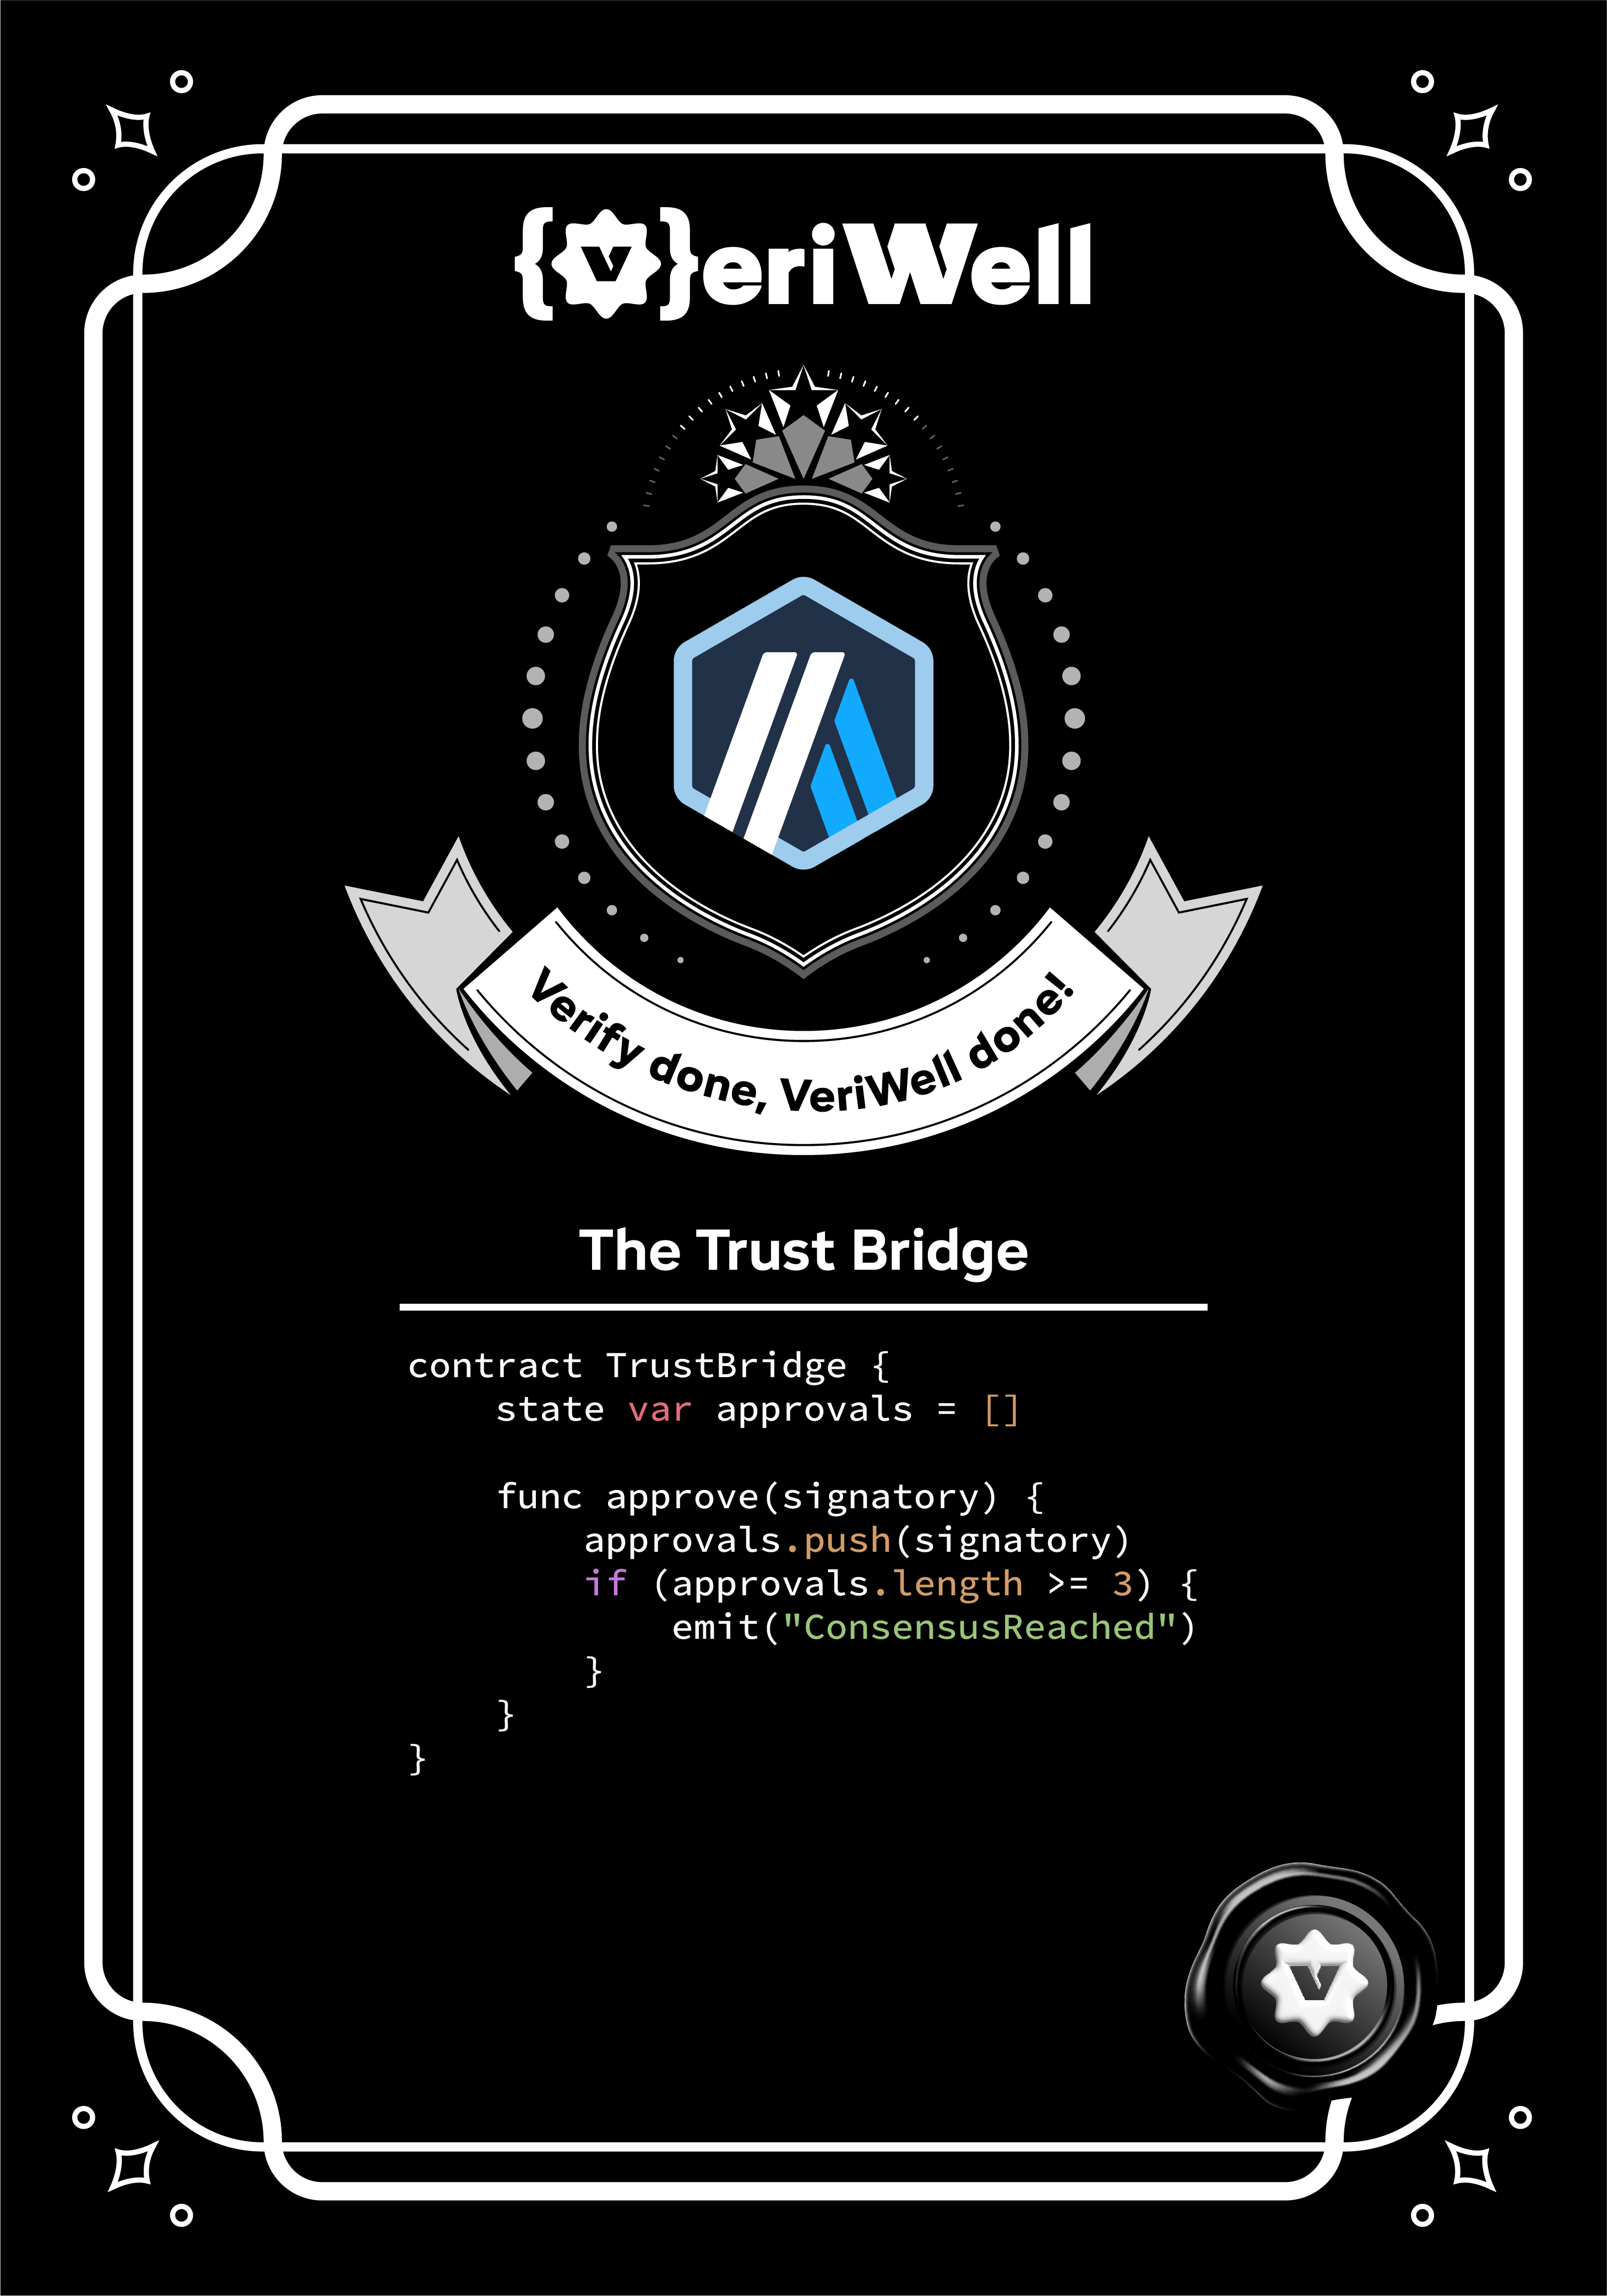 {V}eriWell
Verify done, VeriWell done!
The Trust Bridge
contract TrustBridge {
    state var approvals = []
    func approve(signatory) {
        approvals.push(signatory)
        if (approvals.length >= 3) {
            emit("ConsensusReached")
        }
    }
}
V